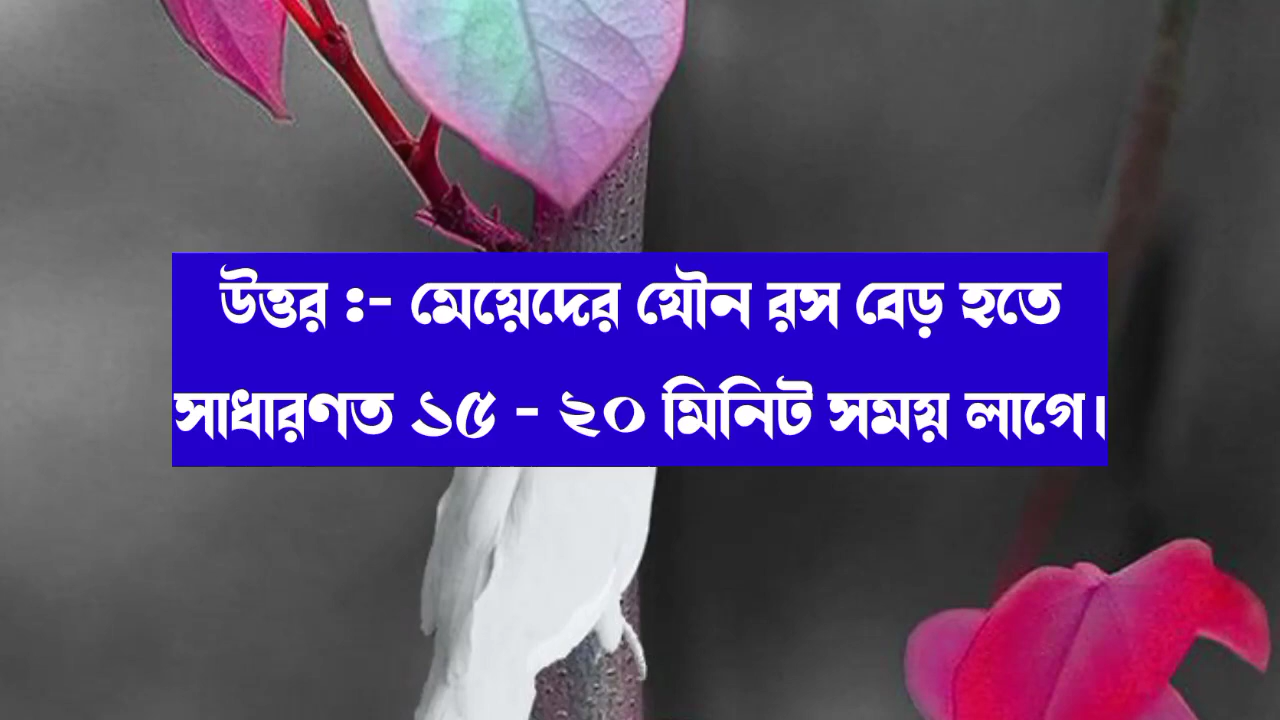 উত্তর :- মেয়েদের যৌন রস বেড় হতে
সাধারণত ১৫ - ২০ মিনিট সময় লাগে।